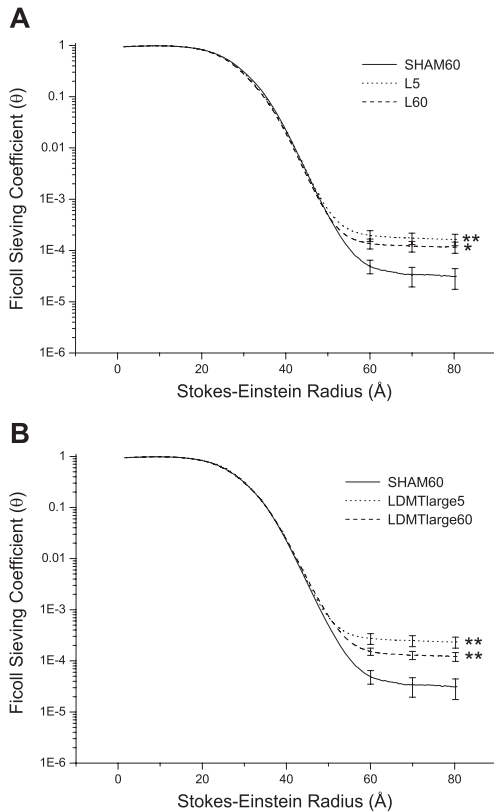 A
1
0.1
0.01
1E-3
1E-4
1E-5
1E-6
Ficoll Sieving Coefficient (θ)
SHAM60
L5
L60
**
*
0 20 40 60 80
Stokes-Einstein Radius (Å)
B
1
0.1
0.01
1E-3
1E-4
1E-5
1E-6
Ficoll Sieving Coefficient (θ)
SHAM60
LDMTlarge5
LDMTlarge60
**
**
0 20 40 60 80
Stokes-Einstein Radius (Å)